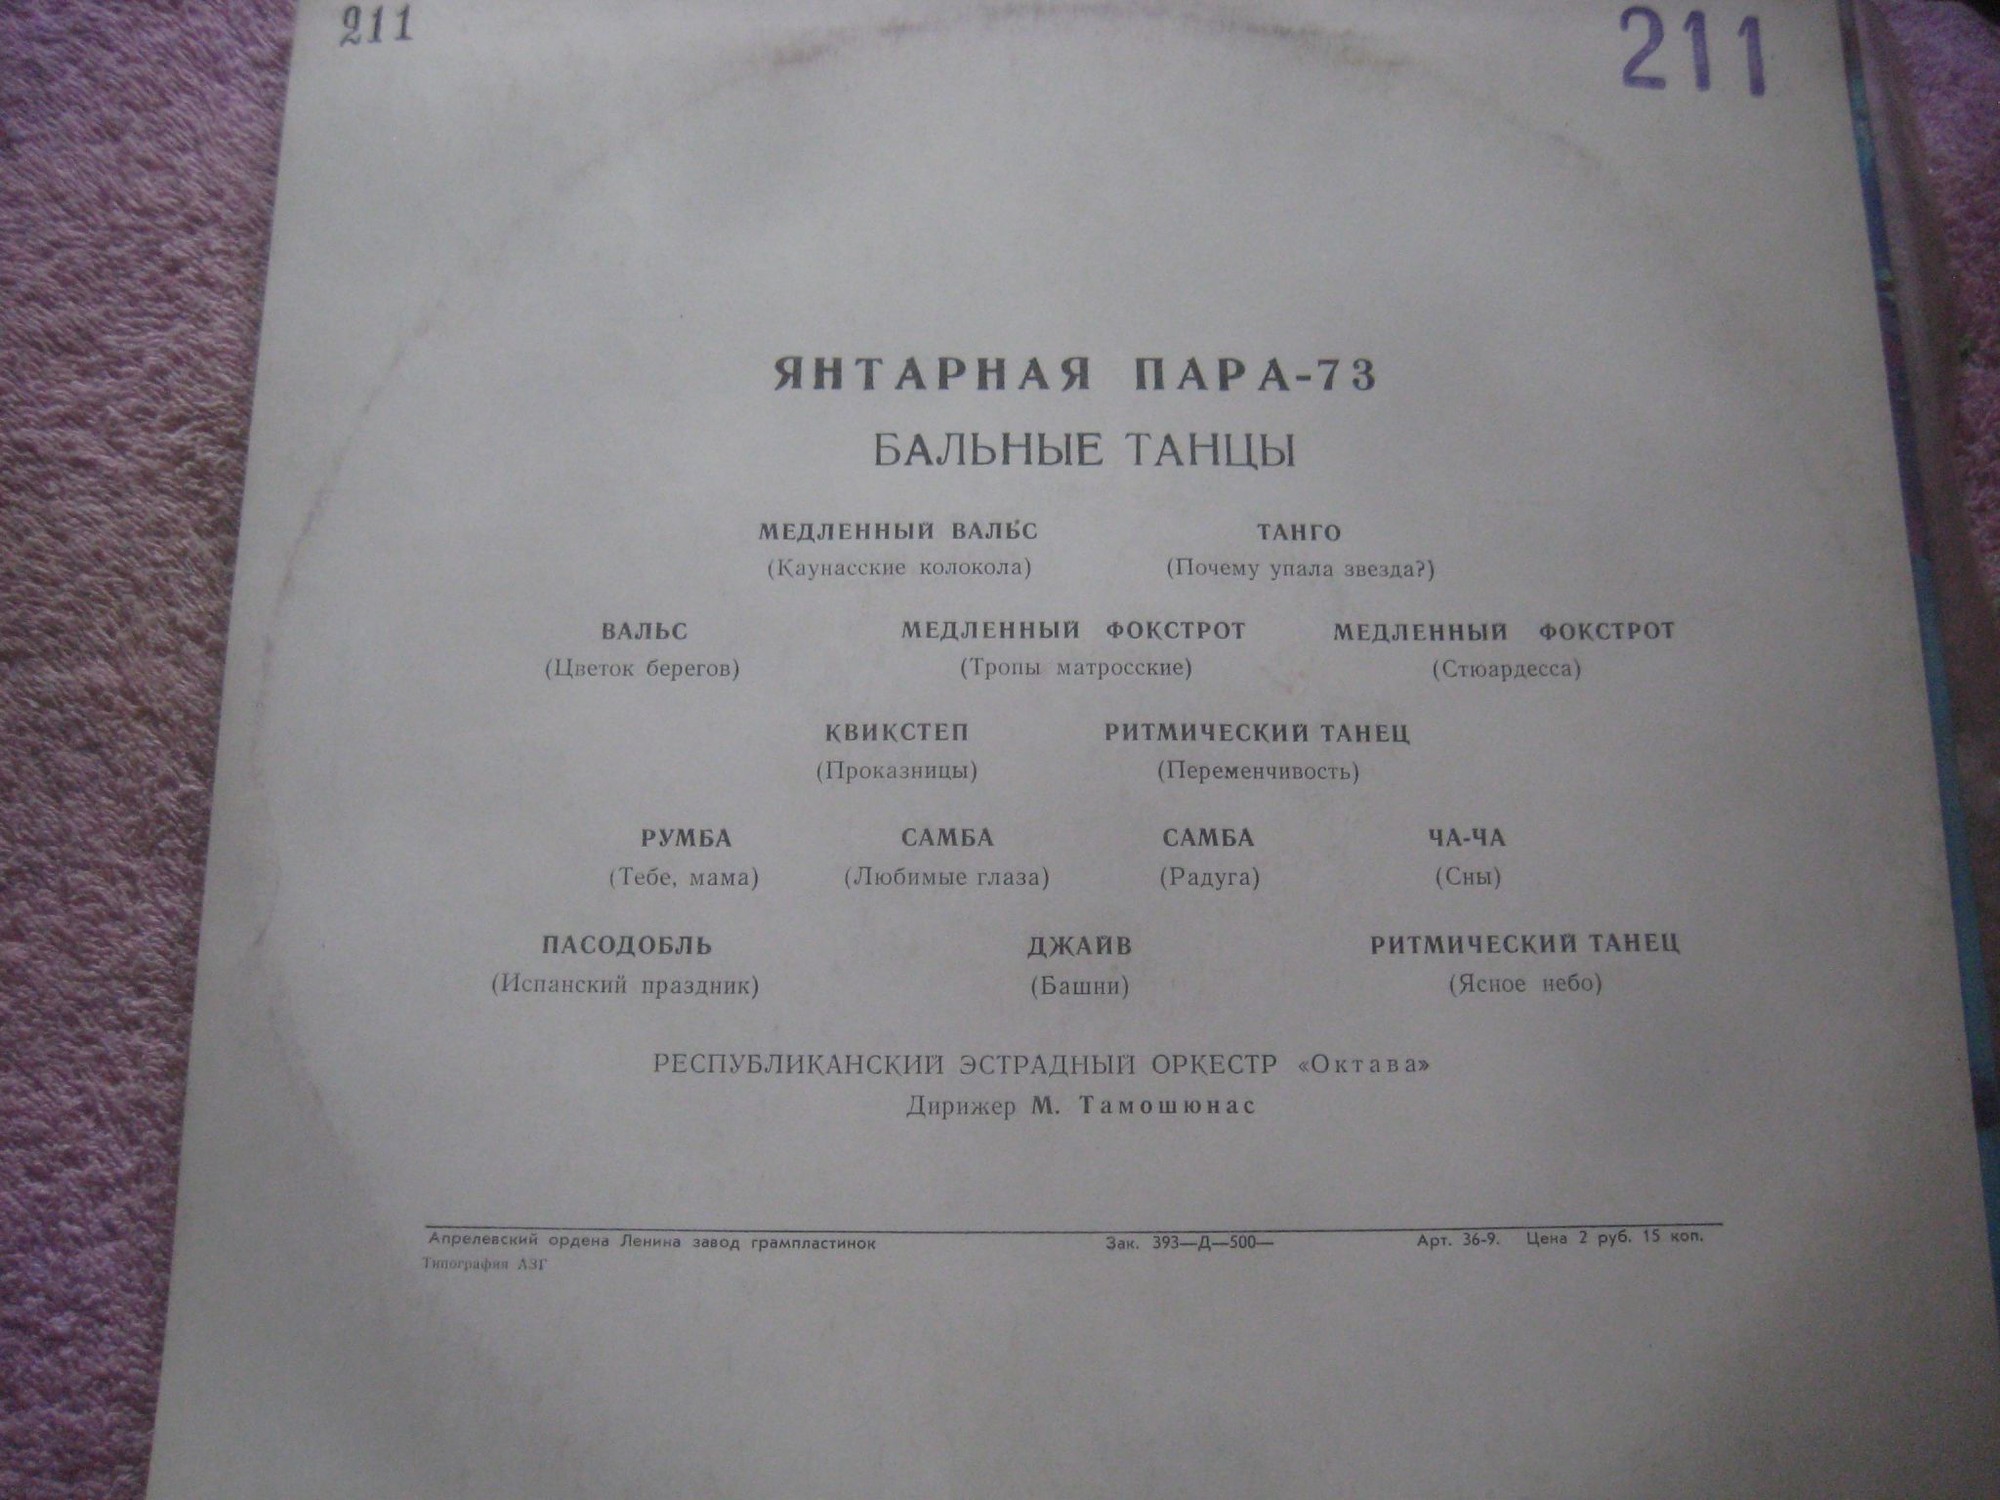 211 211
ЯНТАРНАЯ ПАРА-73
БАЛЬНЫЕ ТАНЦЫ
МЕДЛЕННЫЙ ВАЛЬС ТАНГО
(Каунасские колокола) (Почему упала звезда?)
ВАЛЬС МЕДЛЕННЫЙ ФОКСТРОТ МЕДЛЕННЫЙ ФОКСТРОТ
(Цветок берегов) (Тропы матросские) (Стюардесса)
КВИКСТЕП РИТМИЧЕСКИЙ ТАНЕЦ
(Проказницы) (Переменчивость)
РУМБА САМБА САМБА ЧА-ЧА
(Тебе, мама) (Любимые глаза) (Радуга) (Сны)
ПАСОДОБЛЬ ДЖАЙВ РИТМИЧЕСКИЙ ТАНЕЦ
(Испанский праздник) (Башни) (Ясное небо)
РЕСПУБЛИКАНСКИЙ ЭСТРАДНЫЙ ОРКЕСТР «Октава»
Дирижер М. Тамошюнас
Апрелевский ордена Ленина завод грампластинок Зак. 393—Д—500— Арт. 36-9. Цена 2 руб. 15 коп.
Типография АЗГ